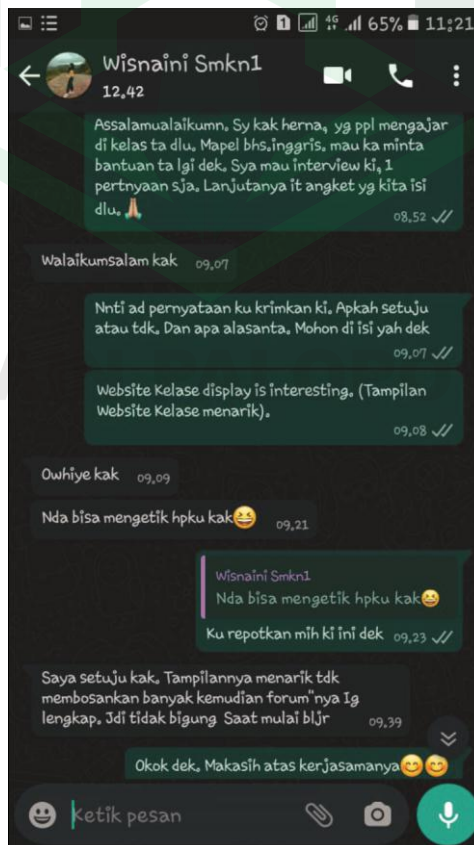 4G 65% 11:21
Wisnaini Smkn1
12.42
Assalamualaikumn. Sy kak herna, yg ppl mengajar
di kelas ta dlu. Mapel bhs.inggris. mau ka minta
bantuan ta lgi dek. Sya mau interview ki, 1
pertnyaan sja. Lanjutanya it angket yg kita isi
dlu.🙏
08.52
Walaikumsalam kak 09.07
Nnti ad pernyataan ku krimkan ki. Apkah setuju
atau tdk. Dan apa alasanta. Mohon di isi yah dek
09.07
Website Kelase display is interesting. (Tampilan
Website Kelase menarik).
09.08
Owhiye kak 09.09
Nda bisa mengetik hpku kak😆 09.21
Wisnaini Smkn1
Nda bisa mengetik hpku kak😆
Ku repotkan mih ki ini dek 09.23
Saya setuju kak. Tampilannya menarik tdk
membosankan banyak kemudian forum"nya Ig
lengkap. Jdi tidak bigung Saat mulai bljr 09.39
Okok dek. Makasih atas kerjasamanya😊😊
Ketik pesan